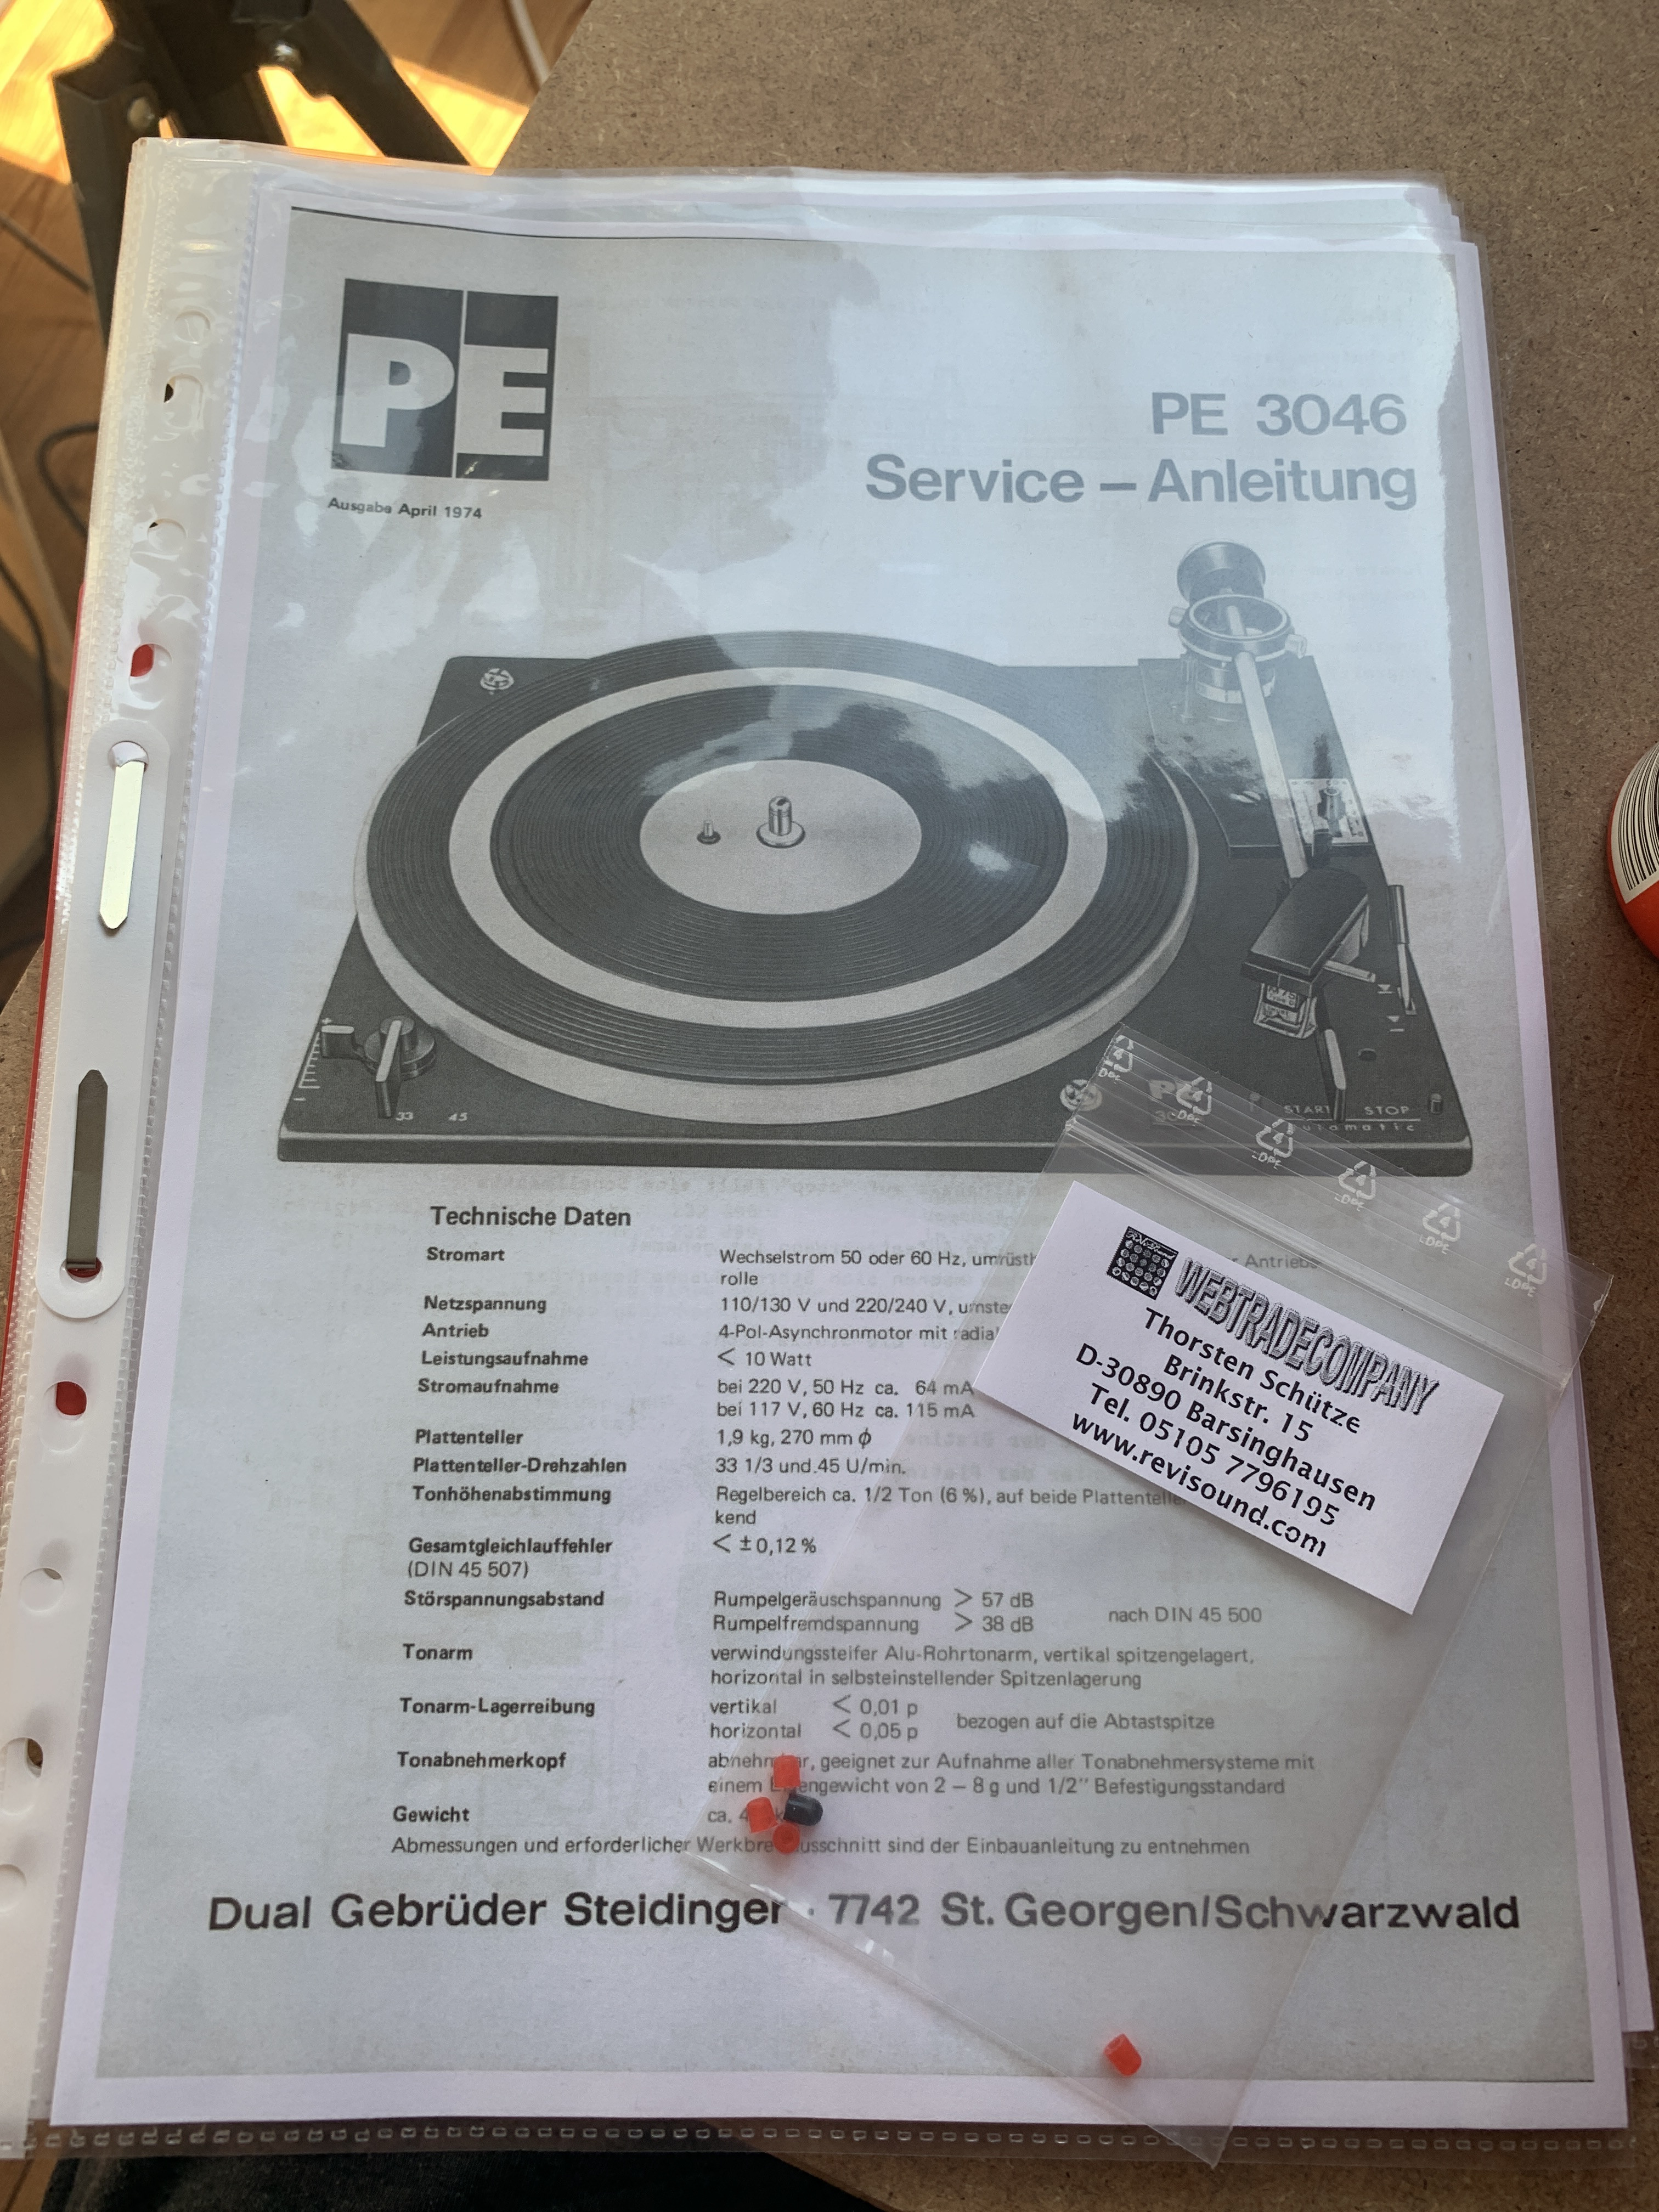 PE
Ausgabe April 1974
PE 3046
Service – Anleitung
33 45
START STOP
automatic
Technische Daten
Stromart Wechselstrom 50 oder 60 Hz, Antriebs
rolle
Netzspannung 110/130 V und 220/240 V,
Antrieb 4-Pol-Asynchronmotor mit
Leistungsaufnahme < 10 Watt
Stromaufnahme bei 220 V, 50 Hz ca. 64 mA
bei 117 V, 60 Hz ca. 115 mA
Plattenteller 1,9 kg, 270 mm ϕ
Plattenteller-Drehzahlen 33 1/3 und 45 U/min.
Tonhöhenabstimmung Regelbereich ca. 1/2 Ton (6 %), auf beide
kend
Gesamtgleichlauffehler < ± 0,12 %
(DIN 45 507)
Störspannungsabstand Rumpelgeräuschspannung > 57 dB
Rumpelfremdspannung > 38 dB
nach DIN 45 500
Tonarm verwindungssteifer Alu-Rohrtonarm, vertikal spitzengelagert,
horizontal in selbsteinstellender Spitzenlagerung
Tonarm-Lagerreibung vertikal < 0,01 p
horizontal < 0,05 p
bezogen auf die Abtastspitze
Tonabnehmerkopf geeignet zur Aufnahme aller Tonabnehmersysteme mit
einem von 2 – 8 g und 1/2'' Befestigungsstandard
Gewicht ca.
Abmessungen und erforderlicher sind der Einbauanleitung zu entnehmen
Dual Gebrüder Steidinger · 7742 St. Georgen/Schwarzwald
4 LDPE
WEBTRADECOMPANY
Thorsten Schütze
Brinkstr. 15
D-30890 Barsinghausen
Tel. 05105 7796195
www.revisound.com